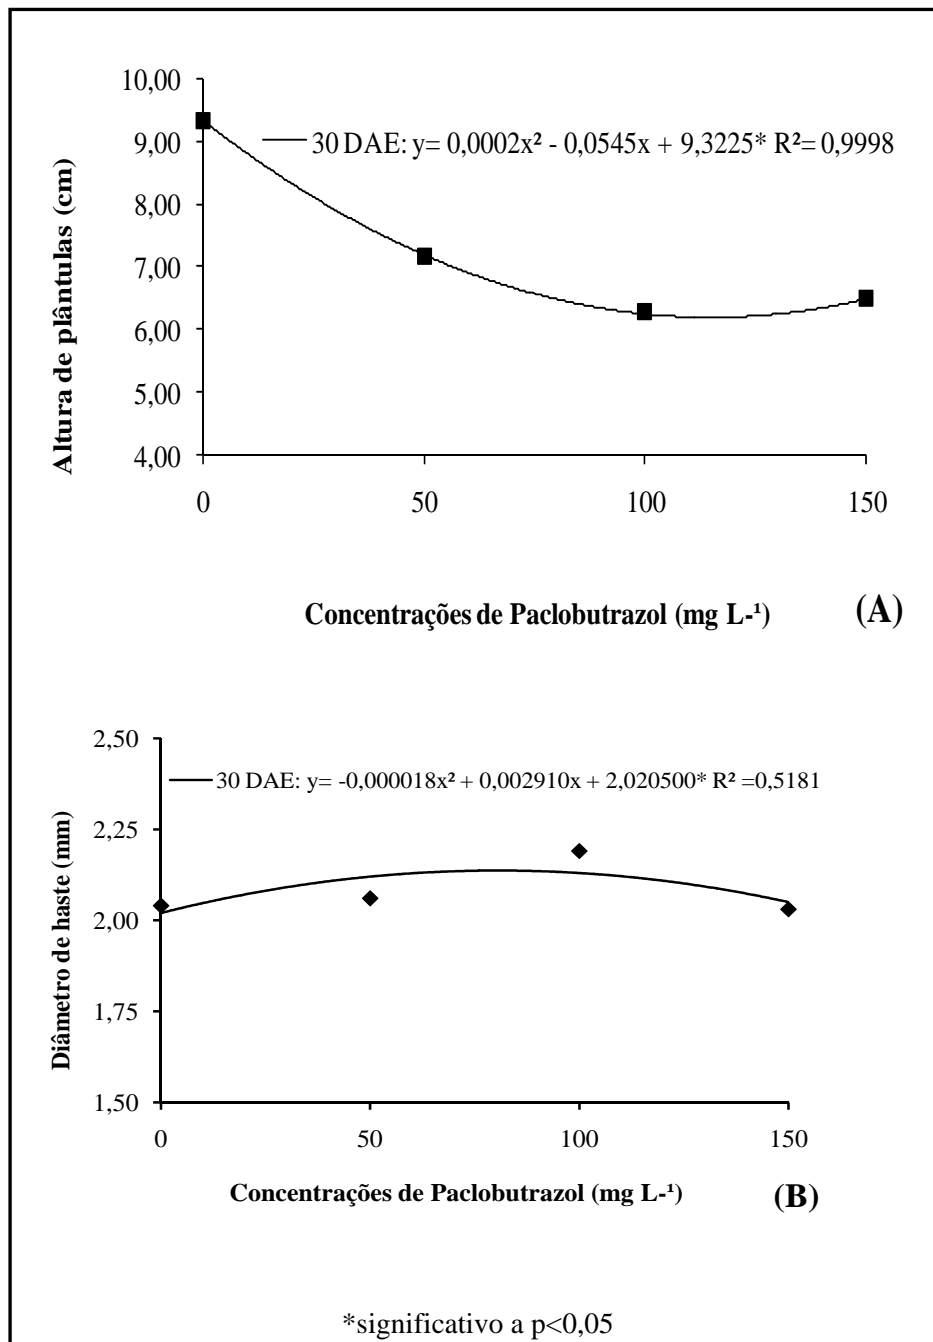 10,00
30 DAE: y= 0,0002x² - 0,0545x + 9,3225* R²= 0,9998
9,00
8,00
7,00
6,00
5,00
4,00
Altura de plântulas (cm)
0 50 100 150
Concentrações de Paclobutrazol (mg L-¹) (A)
2,50
30 DAE: y= -0,000018x² + 0,002910x + 2,020500* R² =0,5181
2,25
2,00
1,75
1,50
Diâmetro de haste (mm)
0 50 100 150
Concentrações de Paclobutrazol (mg L-¹) (B)
*significativo a p<0,05